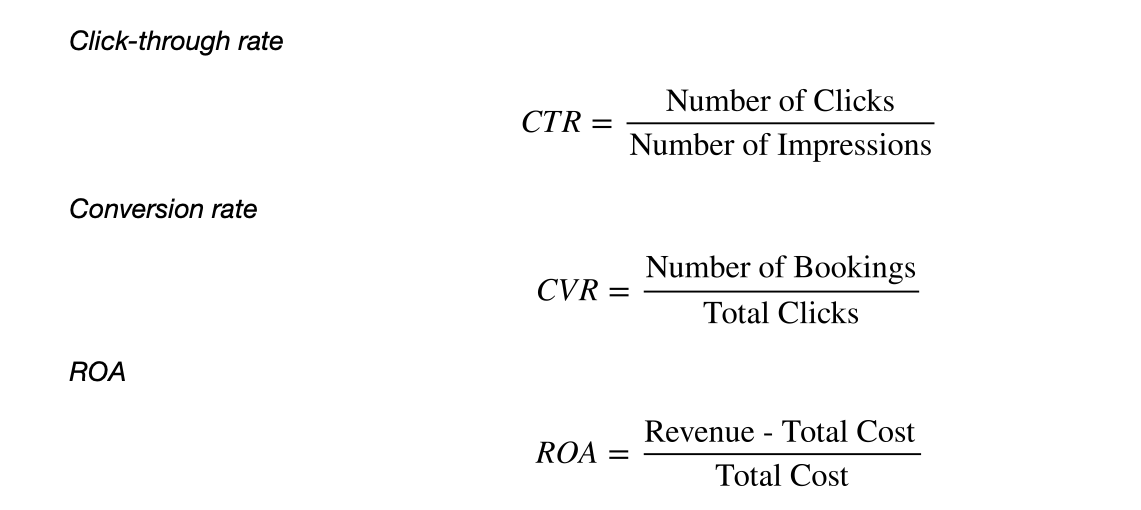 Click-through rate
CTR = Number of Clicks / Number of Impressions
Conversion rate
CVR = Number of Bookings / Total Clicks
ROA
ROA = Revenue - Total Cost / Total Cost